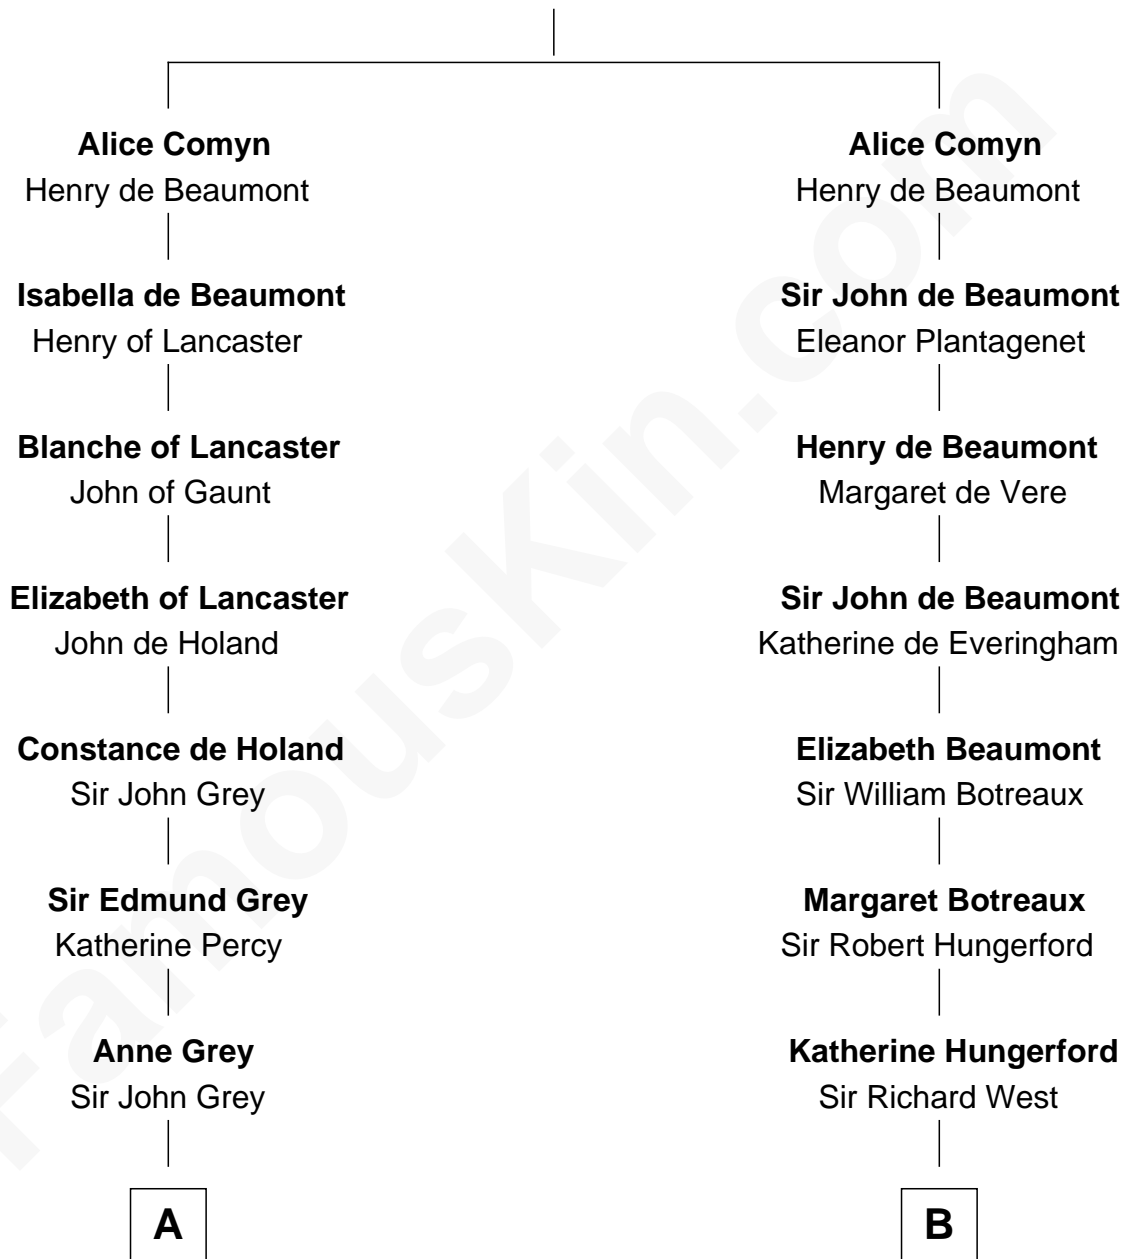 Alice Comyn
Henry de Beaumont
Isabella de Beaumont
Henry of Lancaster
Blanche of Lancaster
John of Gaunt
Elizabeth of Lancaster
John de Holand
Constance de Holand
Sir John Grey
Sir Edmund Grey
Katherine Percy
Anne Grey
Sir John Grey
A
Alice Comyn
Henry de Beaumont
Sir John de Beaumont
Eleanor Plantagenet
Henry de Beaumont
Margaret de Vere
Sir John de Beaumont
Katherine de Everingham
Elizabeth Beaumont
Sir William Botreaux
Margaret Botreaux
Sir Robert Hungerford
Katherine Hungerford
Sir Richard West
B
FamousKin.com